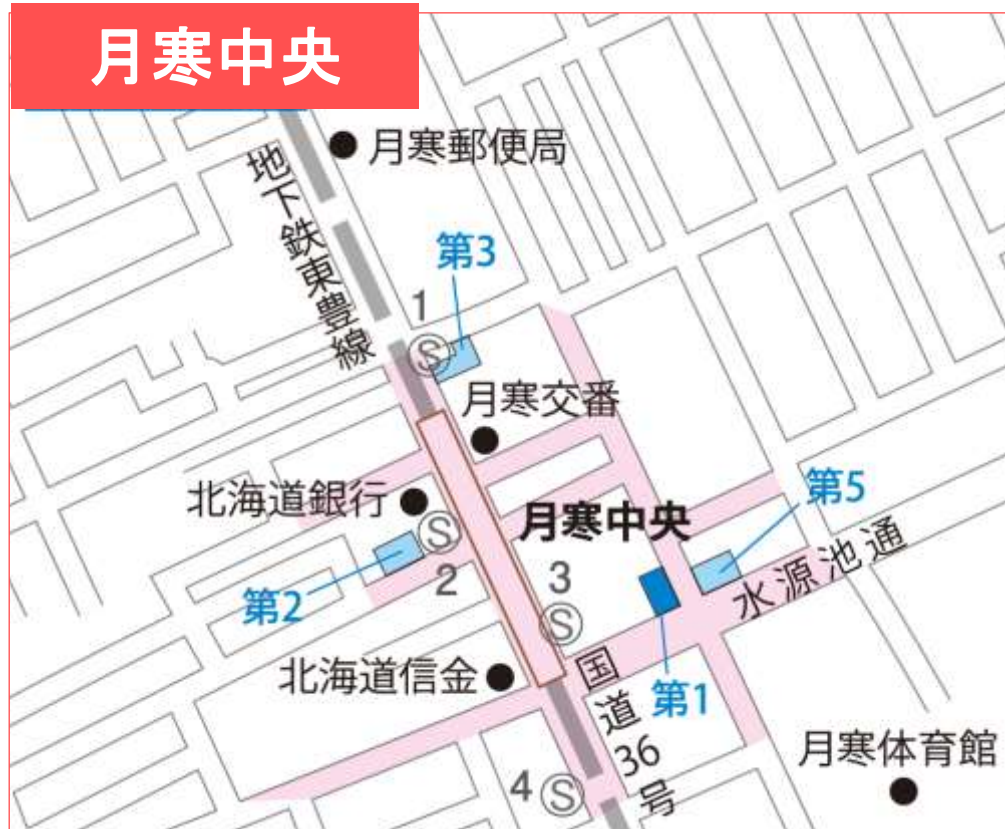 月寒中央
月寒郵便局
地下鉄東豊線
第3
1
S
月寒交番
北海道銀行
S
第2
2
月寒中央
3
S
第5
水源池通
北海道信金
国道36号
第1
月寒体育館
4
S